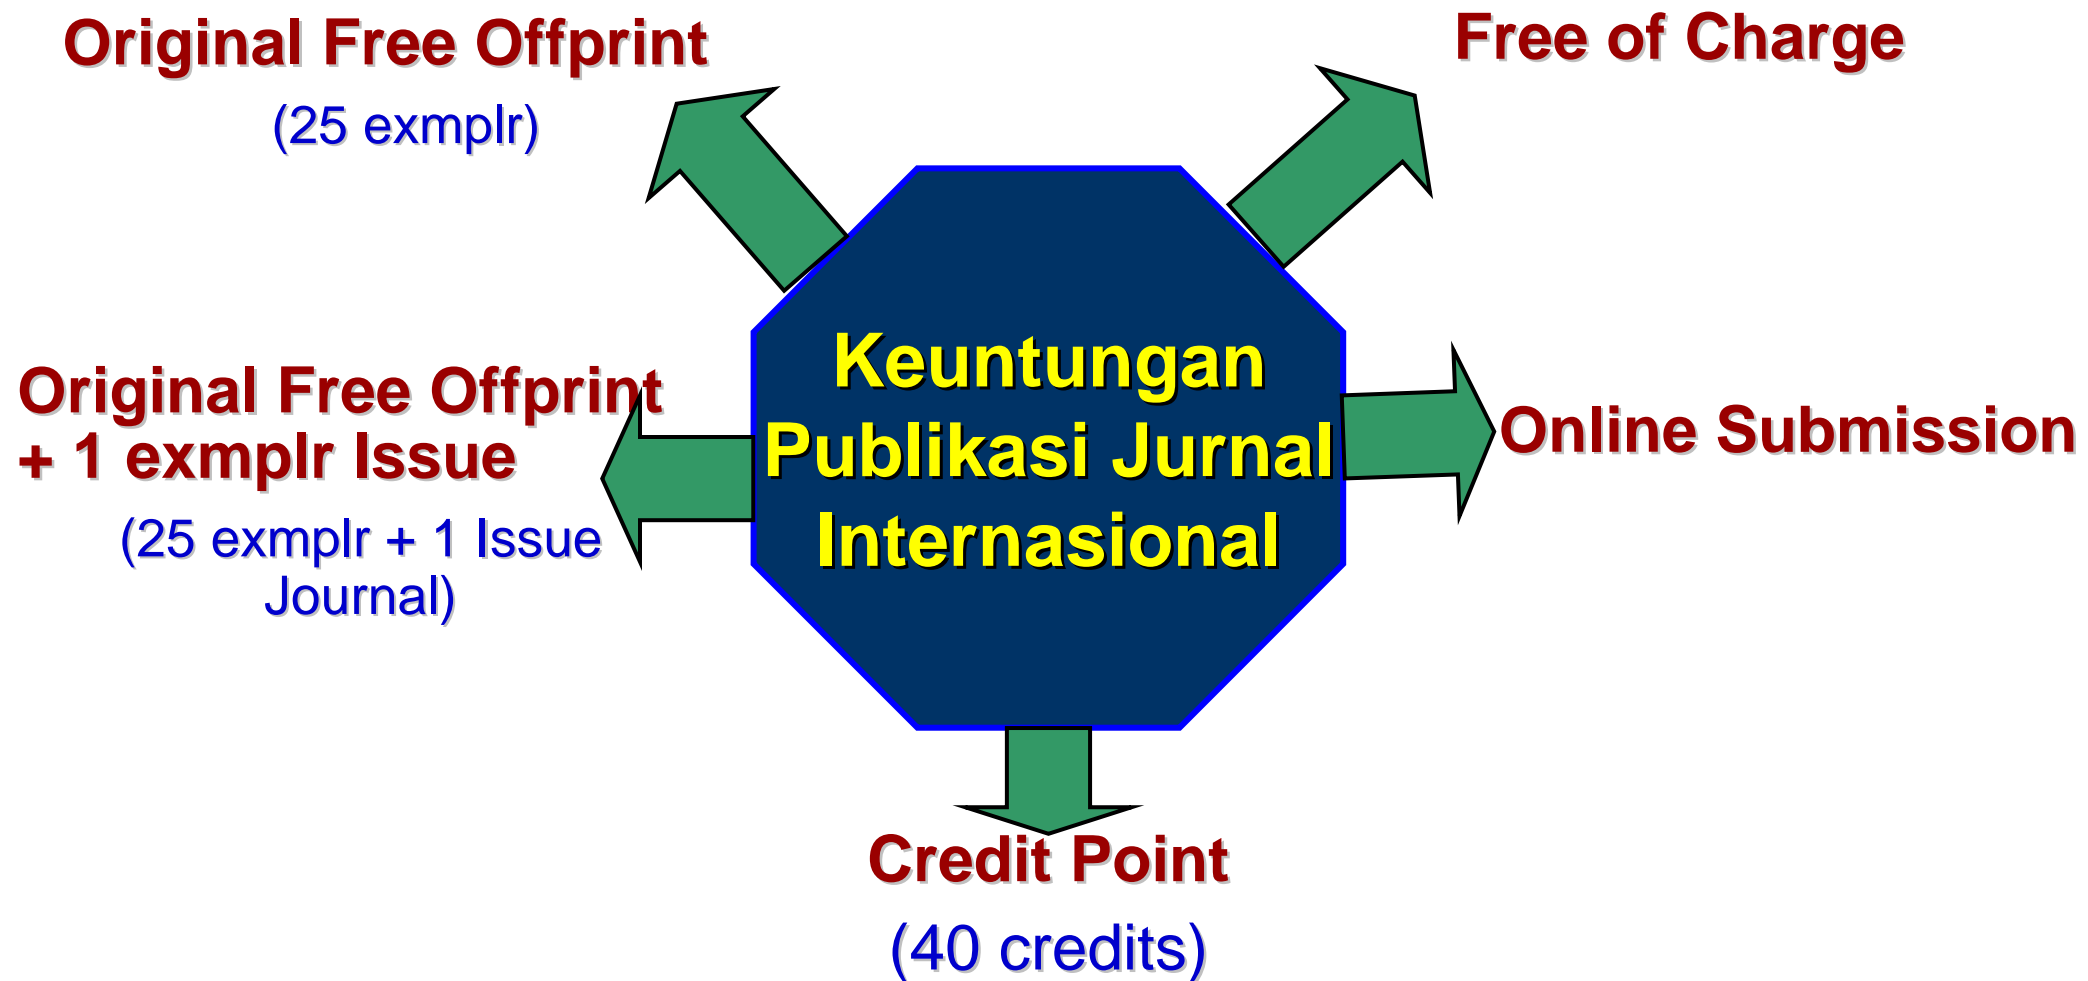 Original Free Offprint
(25 exmplr)
Free of Charge
Keuntungan
Publikasi Jurnal
Internasional
Original Free Offprint
+ 1 exmplr Issue
(25 exmplr + 1 Issue
Journal)
Online Submission
Credit Point
(40 credits)